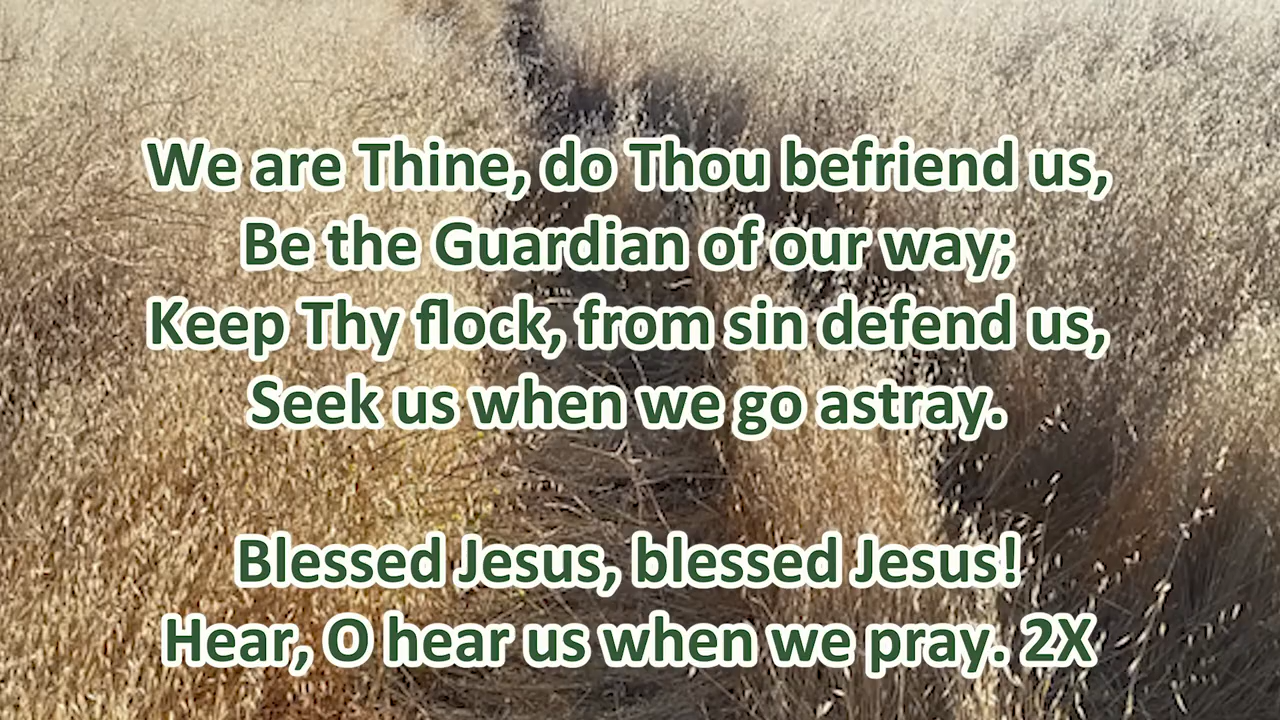 We are Thine, do Thou befriend us,
Be the Guardian of our way;
Keep Thy flock, from sin defend us,
Seek us when we go astray.
Blessed Jesus, blessed Jesus!
Hear, O hear us when we pray. 2X